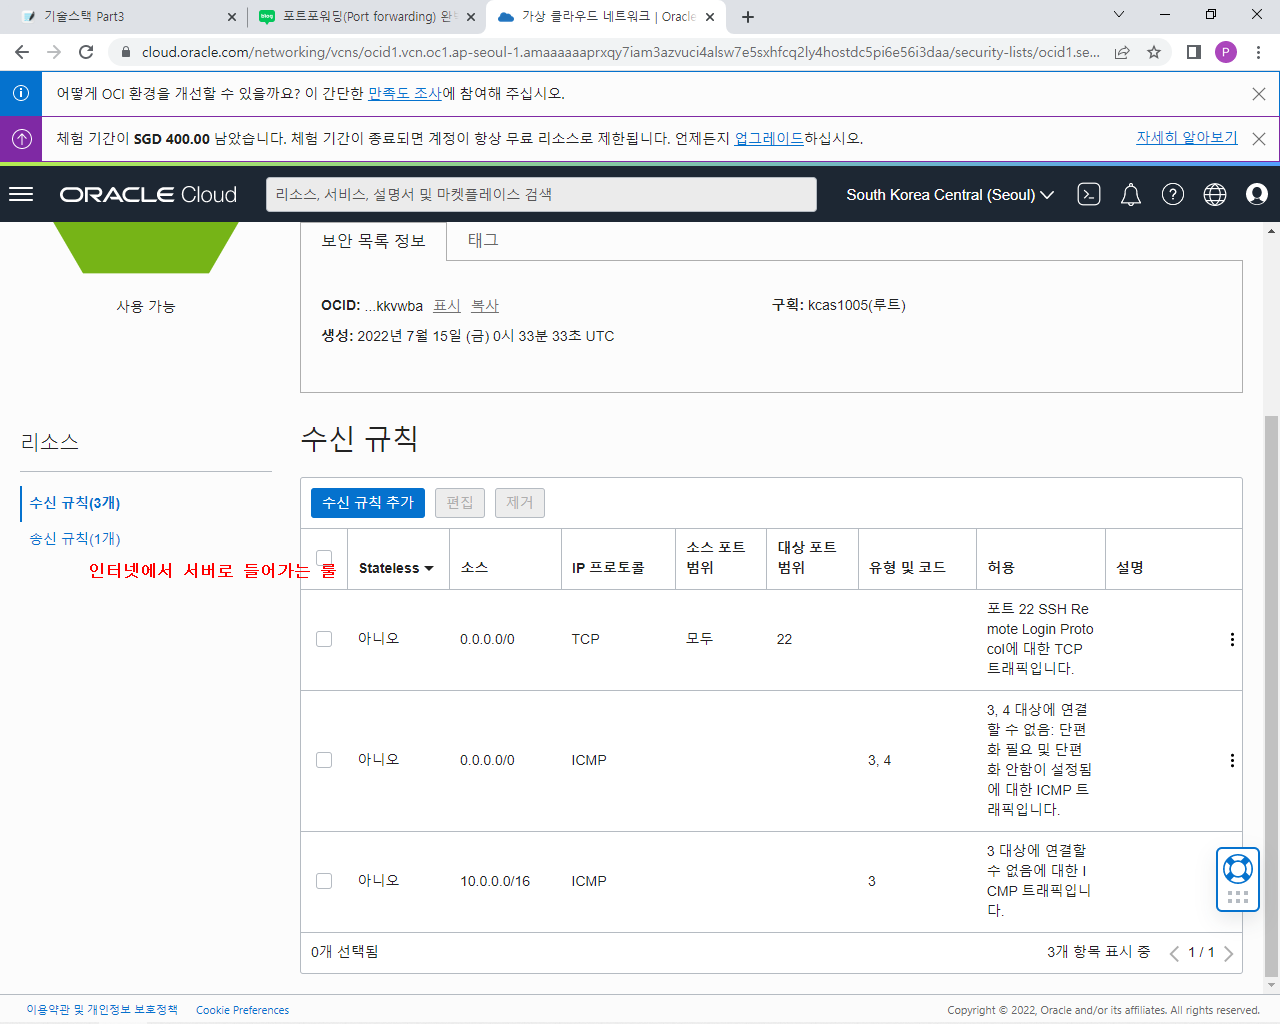 기술스택 Part3
포트포워딩(Port forwarding) 완
가상 클라우드 네트워크 | Oracle
cloud.oracle.com/networking/vcns/ocid1.vcn.oc1.ap-seoul-1.amaaaaaaprxqy7iam3azvuci4alsw7e5sxhfcq2ly4hostdc5pi6e56i3daa/security-lists/ocid1.se...
P
어떻게 OCI 환경을 개선할 수 있을까요? 이 간단한 만족도 조사에 참여해 주십시오.
체험 기간이 SGD 400.00 남았습니다. 체험 기간이 종료되면 계정이 항상 무료 리소스로 제한됩니다. 언제든지 업그레이드하십시오.
자세히 알아보기
ORACLE Cloud
리소스, 서비스, 설명서 및 마켓플레이스 검색
South Korea Central (Seoul)
보안 목록 정보
태그
사용 가능
OCID: ...kkvwba 표시 복사
구획: kcas1005(루트)
생성: 2022년 7월 15일 (금) 0시 33분 33초 UTC
리소스
수신 규칙(3개)
송신 규칙(1개)
인터넷에서 서버로 들어가는 룰
수신 규칙
수신 규칙 추가 편집 제거
Stateless
소스
IP 프로토콜
소스 포트
범위
대상 포트
범위
유형 및 코드
허용
설명
아니오
0.0.0.0/0
TCP
모두
22
포트 22 SSH Re
mote Login Proto
col에 대한 TCP
트래픽입니다.
아니오
0.0.0.0/0
ICMP
3, 4
3, 4 대상에 연결
할 수 없음: 단편
화 필요 및 단편
화 안함이 설정됨
에 대한 ICMP 트
래픽입니다.
아니오
10.0.0.0/16
ICMP
3
3 대상에 연결할
수 없음에 대한 I
CMP 트래픽입니
다.
0개 선택됨
3개 항목 표시 중
1 / 1
이용약관 및 개인정보 보호정책
Cookie Preferences
Copyright © 2022, Oracle and/or its affiliates. All rights reserved.